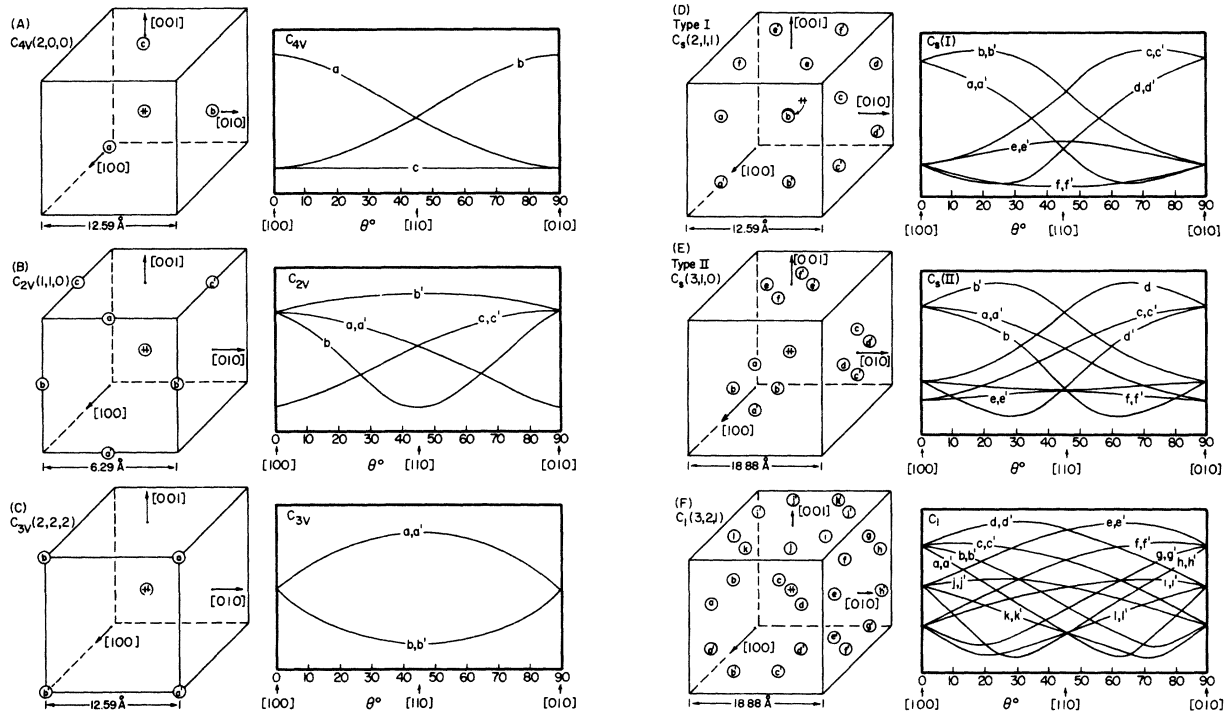 (A)
C4V(2,0,0)
[001]
c
b
[010]
a
[100]
12.59 Å
C4V
a
b
c
0 10 20 30 40 50 60 70 80 90
[100] θ° [110] [010]
(B)
C2V(1,1,0)
[001]
c c'
a
[010]
b b'
[100]
a'
6.29 Å
C2V
b'
a,a' c,c'
b
0 10 20 30 40 50 60 70 80 90
[100] θ° [110] [010]
(C)
C3V(2,2,2)
[001]
b a
[010]
[100]
b' a'
12.59 Å
C3V
a,a'
b,b'
0 10 20 30 40 50 60 70 80 90
[100] θ° [110] [010]
(D)
Type I
Cs(2,1,1)
[001]
e' f'
f e d
c
[010]
a b
d'
[100]
a' b' c'
12.59 Å
Cs(I)
b,b' c,c'
a,a' d,d'
e,e'
f,f'
0 10 20 30 40 50 60 70 80 90
[100] θ° [110] [010]
(E)
Type II
Cs(3,1,0)
[001]
f'
e e'
f
c
d'
[010]
a d
c'
b b'
a'
[100]
18.88 Å
Cs(II)
b' d
a,a' c,c'
b d'
e,e' f,f'
0 10 20 30 40 50 60 70 80 90
[100] θ° [110] [010]
(F)
C1(3,2,1)
[001]
j' k'
i' l'
l i g
k j h
f
b c
[010] h'
a d e
g'
e'
d' a' f'
[100]
b' c'
18.88 Å
C1
d,d' e,e'
c,c' f,f'
b,b' g,g'
a,a' h,h'
j,j' i,i'
k,k' l,l'
0 10 20 30 40 50 60 70 80 90
[100] θ° [110] [010]